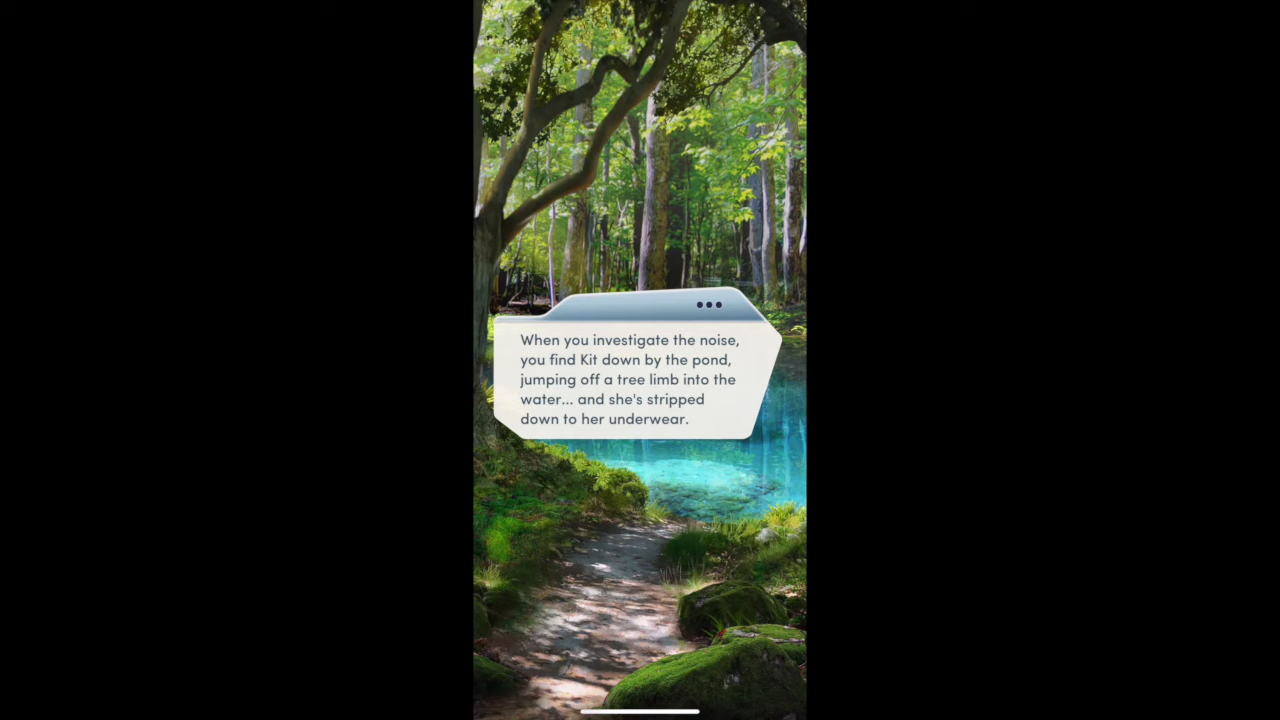 When you investigate the noise,
you find Kit down by the pond,
jumping off a tree limb into the
water... and she's stripped
down to her underwear.